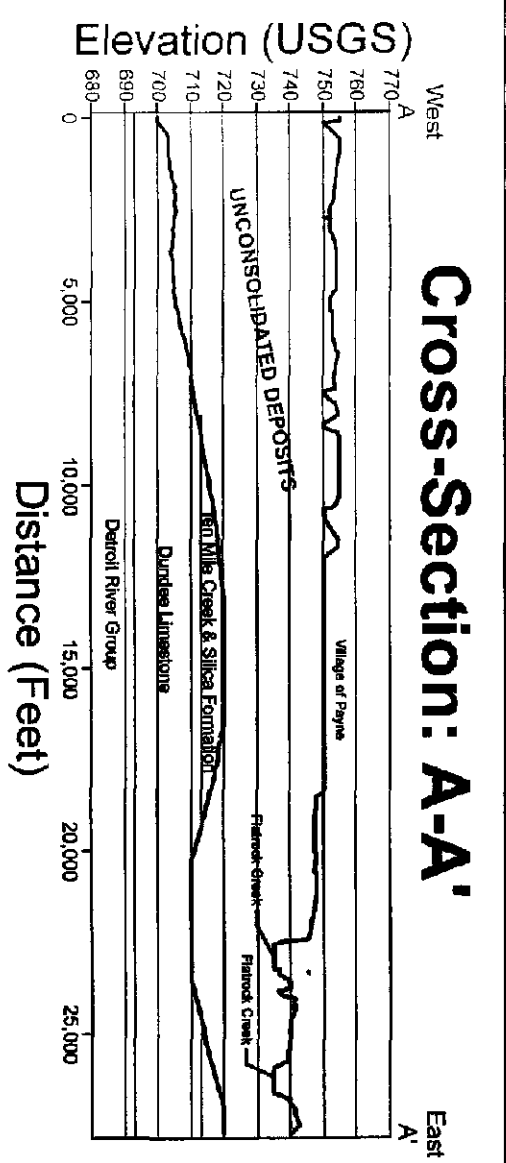 Cross-Section: A-A'
West
East
A
A'
Elevation (USGS)
770
760
750
740
730
720
710
700
690
680
Village of Payne
UNCONSOLIDATED DEPOSITS
Flatrock Creek
Flatrock Creek
Ten Mile Creek & Silica Formation
Dundee Limestone
Detroit River Group
0
5,000
10,000
15,000
20,000
25,000
Distance (Feet)